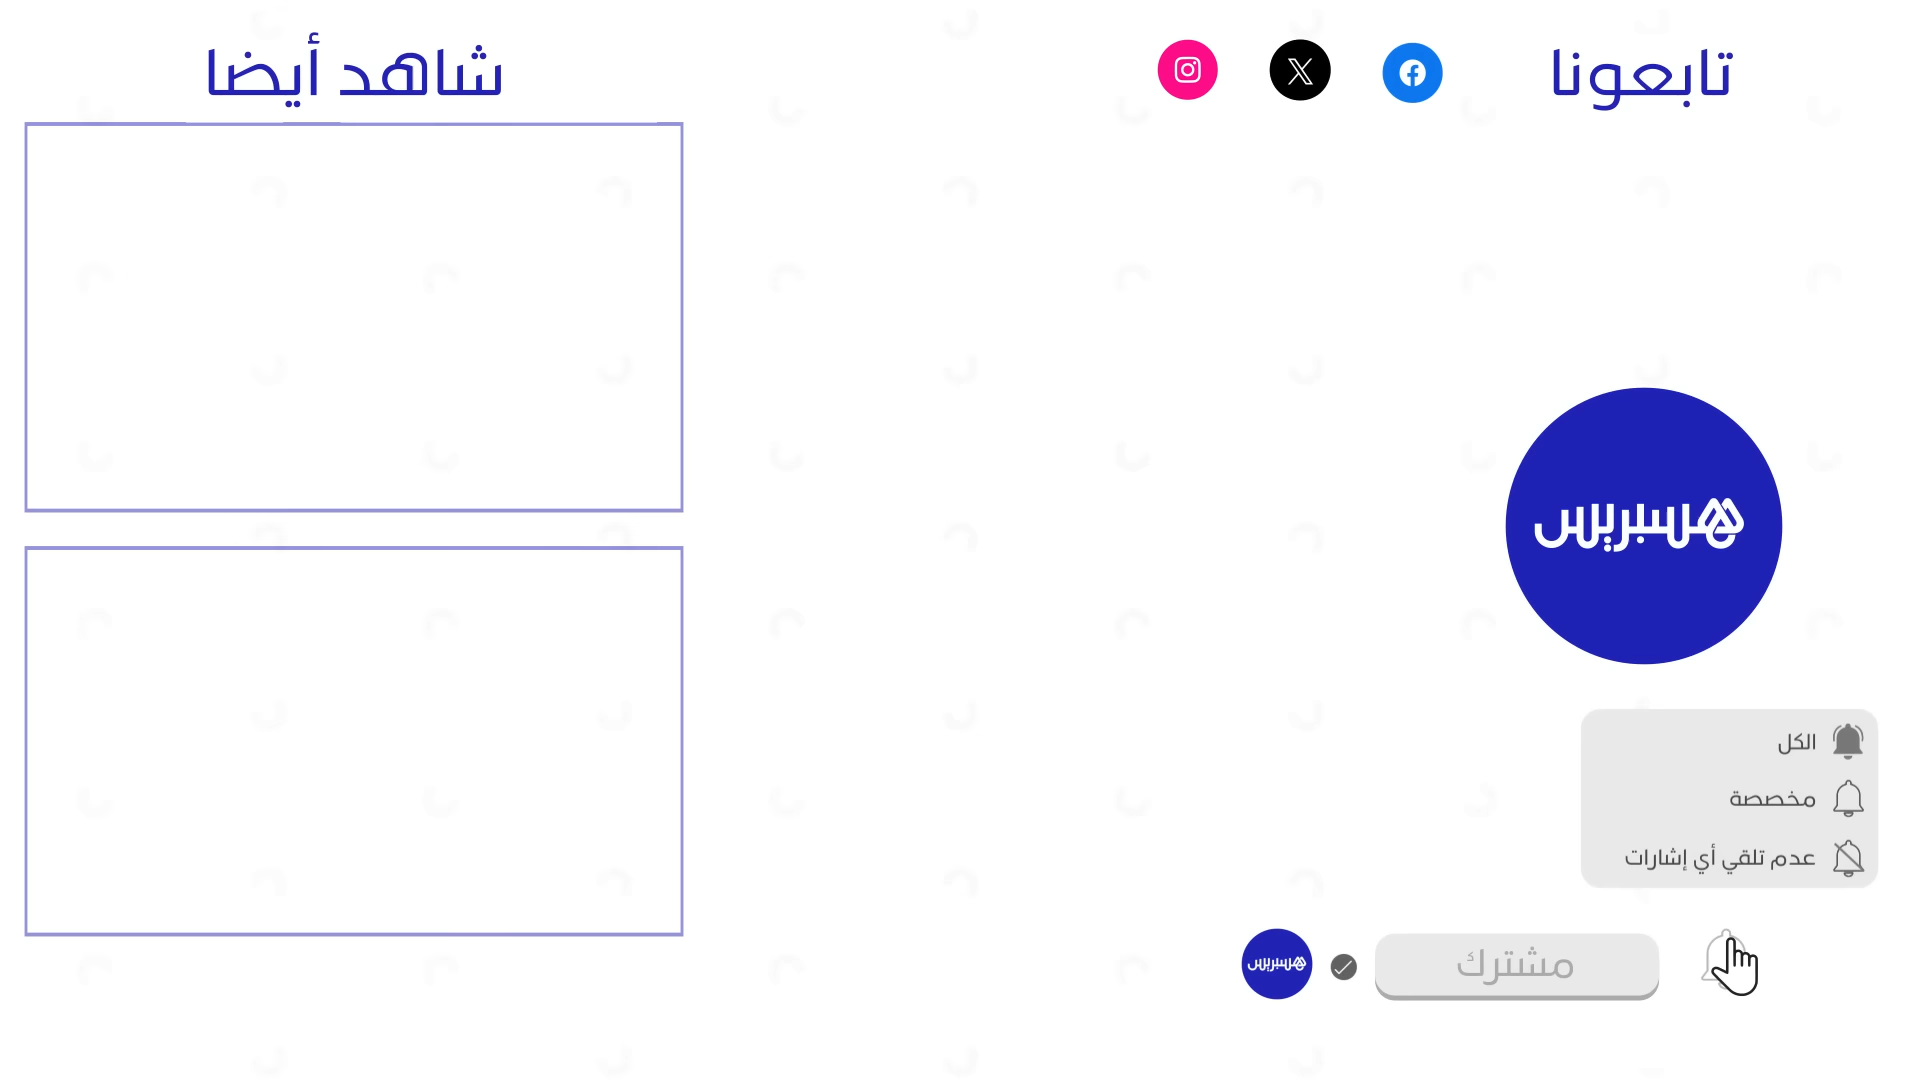 تابعونا
شاهد أيضا
هسبريس
الكل
مخصصة
عدم تلقي أي إشارات
مشترك
هسبريس